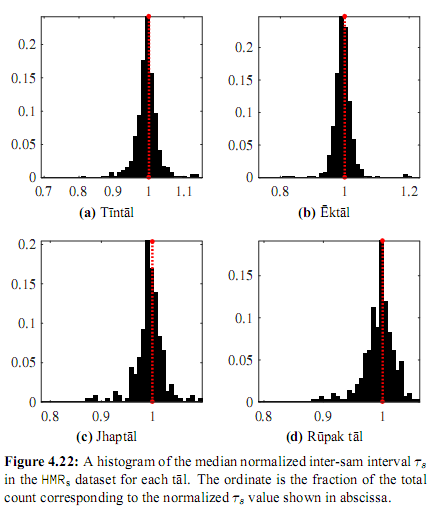 0.2
0.15
0.1
0.05
0
0.7 0.8 0.9 1 1.1
(a) Tīntāl
0.2
0.15
0.1
0.05
0
0.8 1 1.2
(b) Ēktāl
0.2
0.15
0.1
0.05
0
0.8 0.9 1
(c) Jhaptāl
0.15
0.1
0.05
0
0.8 0.9 1
(d) Rūpak tāl
Figure 4.22: A histogram of the median normalized inter-sam interval τs
in the HMRs dataset for each tāl. The ordinate is the fraction of the total
count corresponding to the normalized τs value shown in abscissa.